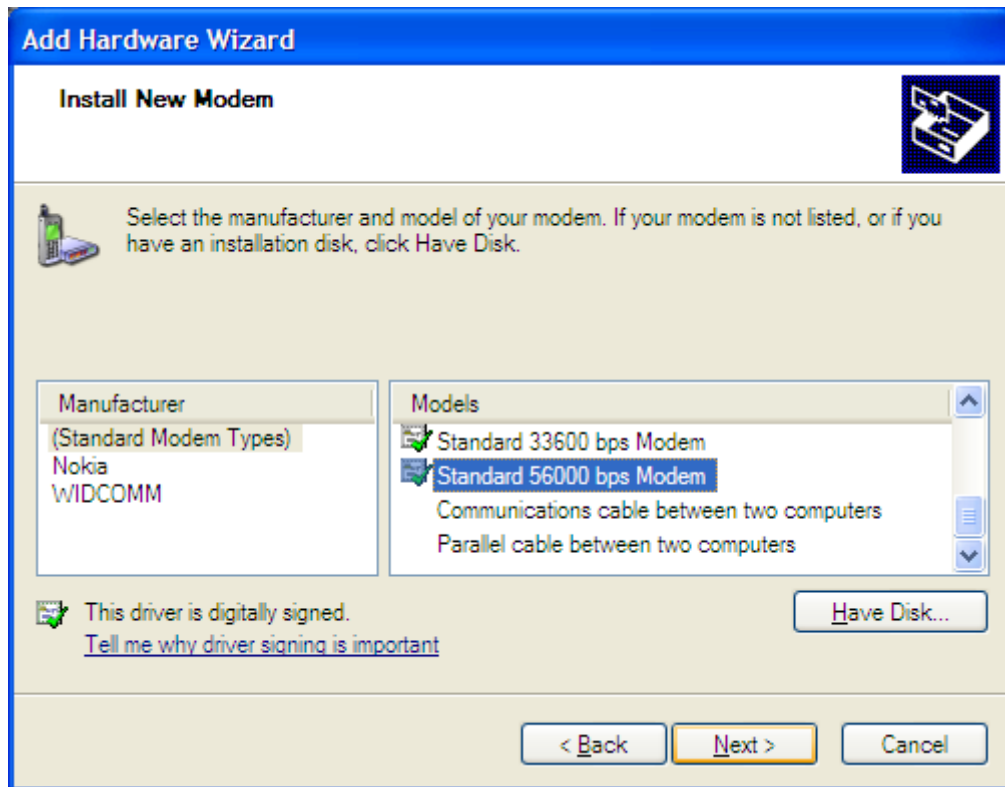 Add Hardware Wizard
Install New Modem
Select the manufacturer and model of your modem. If your modem is not listed, or if you
have an installation disk, click Have Disk.
Manufacturer
(Standard Modem Types)
Nokia
WIDCOMM
Models
Standard 33600 bps Modem
Standard 56000 bps Modem
Communications cable between two computers
Parallel cable between two computers
This driver is digitally signed.
Tell me why driver signing is important
Have Disk...
< Back
Next >
Cancel